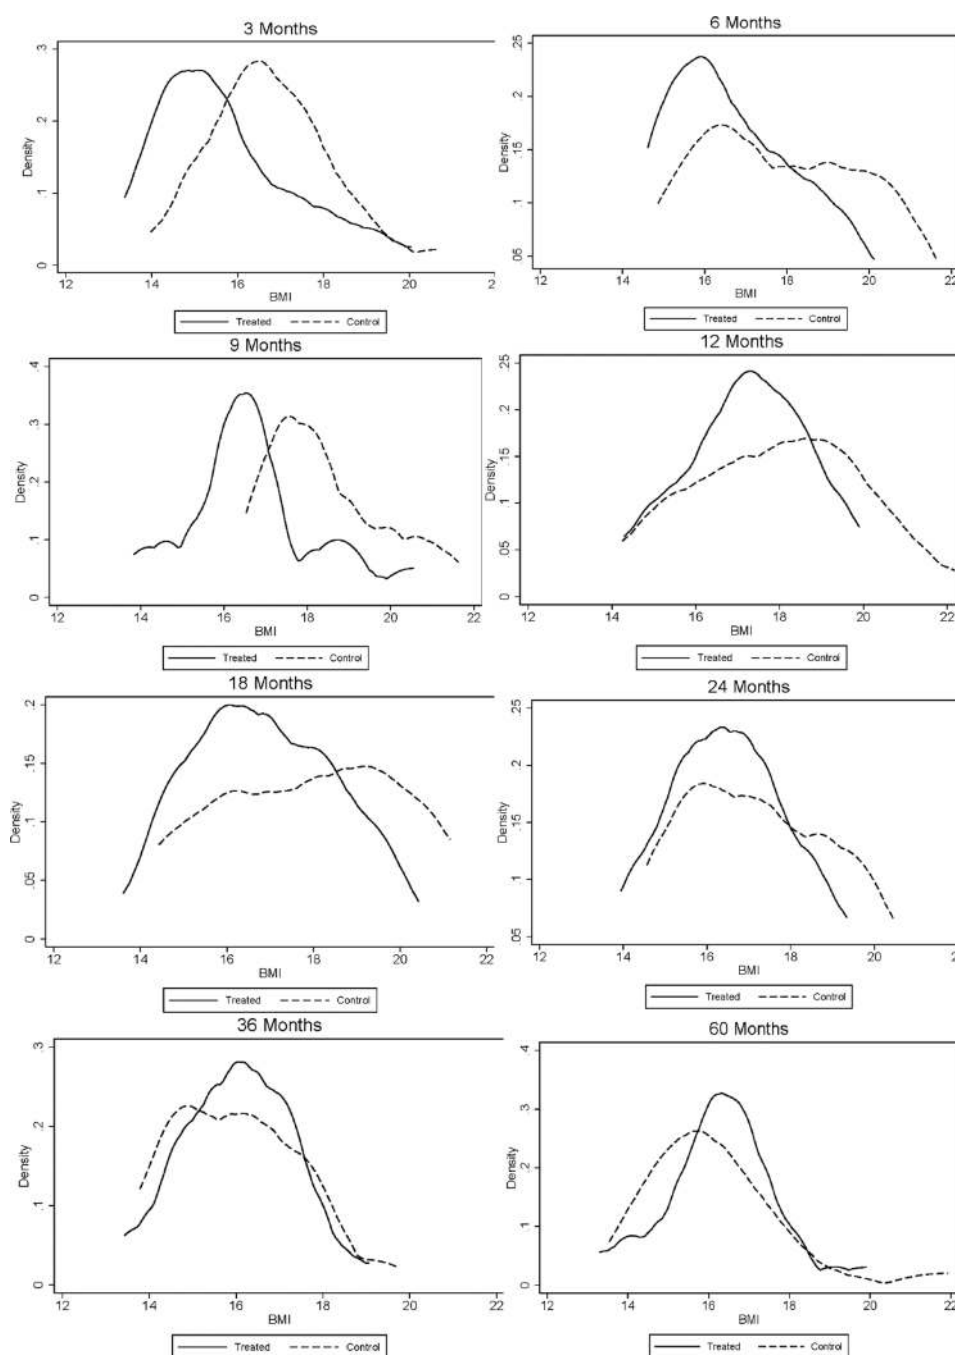 3 Months
Density
0 .1 .2 .3
12 14 16 18 20 2
BMI
Treated Control
6 Months
Density
.05 .1 .15 .2 .25
12 14 16 18 20 22
BMI
Treated Control
9 Months
Density
0 .1 .2 .3 .4
12 14 16 18 20 22
BMI
Treated Control
12 Months
Density
0 .05 .1 .15 .2 .25
12 14 16 18 20 22
BMI
Treated Control
18 Months
Density
0 .05 .1 .15 .2
12 14 16 18 20 22
BMI
Treated Control
24 Months
Density
.05 .1 .15 .2 .25
12 14 16 18 20 2
BMI
Treated Control
36 Months
Density
0 .1 .2 .3
12 14 16 18 20 22
BMI
Treated Control
60 Months
Density
0 .1 .2 .3 .4
12 14 16 18 20 22
BMI
Treated Control